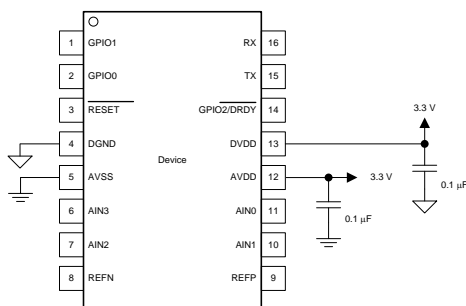 1 GPIO1 RX 16
2 GPIO0 TX 15
3 RESET GPIO2/DRDY 14
3.3 V
4 DGND DVDD 13
Device
5 AVSS AVDD 12 3.3 V
0.1 μF
6 AIN3 AIN0 11
0.1 μF
7 AIN2 AIN1 10
8 REFN REFP 9